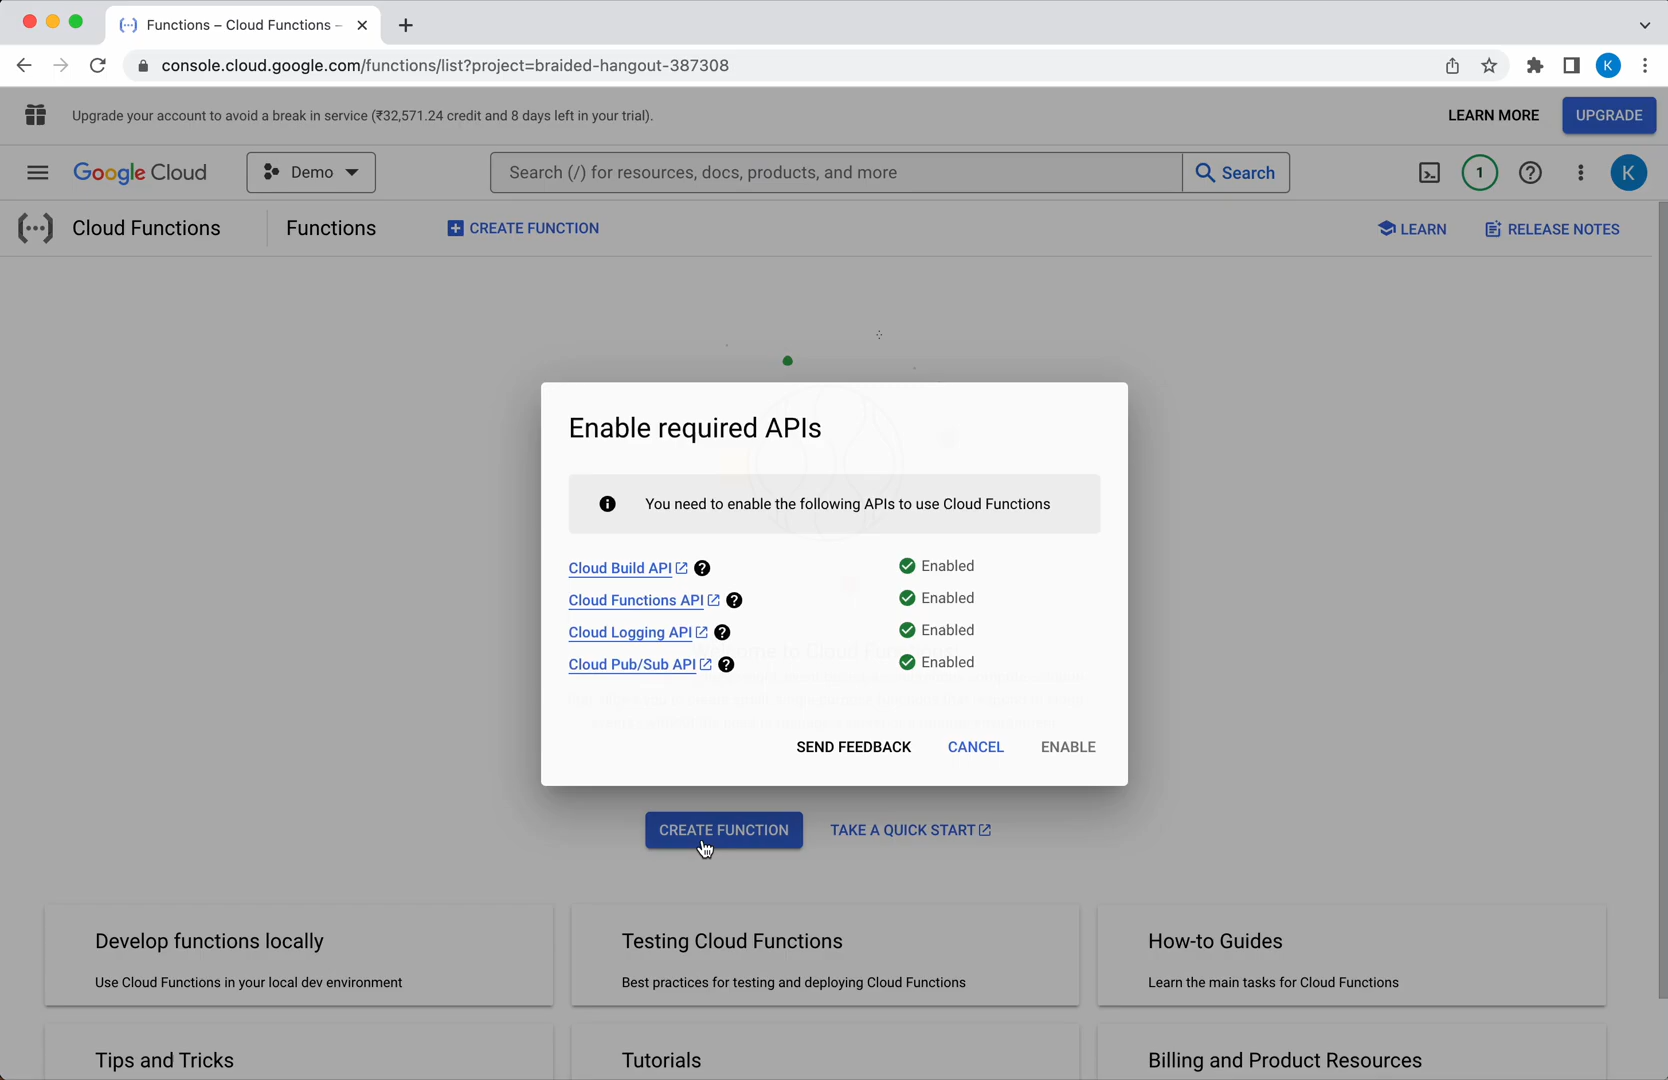 Functions – Cloud Functions –
console.cloud.google.com/functions/list?project=braided-hangout-387308
K
Upgrade your account to avoid a break in service (₹32,571.24 credit and 8 days left in your trial).
LEARN MORE
UPGRADE
Google Cloud
Demo
Search (/) for resources, docs, products, and more
Search
1
K
Cloud Functions
Functions
CREATE FUNCTION
LEARN
RELEASE NOTES
Enable required APIs
You need to enable the following APIs to use Cloud Functions
Cloud Build API
Enabled
Cloud Functions API
Enabled
Cloud Logging API
Enabled
Cloud Pub/Sub API
Enabled
SEND FEEDBACK
CANCEL
ENABLE
CREATE FUNCTION
TAKE A QUICK START
Develop functions locally
Use Cloud Functions in your local dev environment
Testing Cloud Functions
Best practices for testing and deploying Cloud Functions
How-to Guides
Learn the main tasks for Cloud Functions
Tips and Tricks
Tutorials
Billing and Product Resources